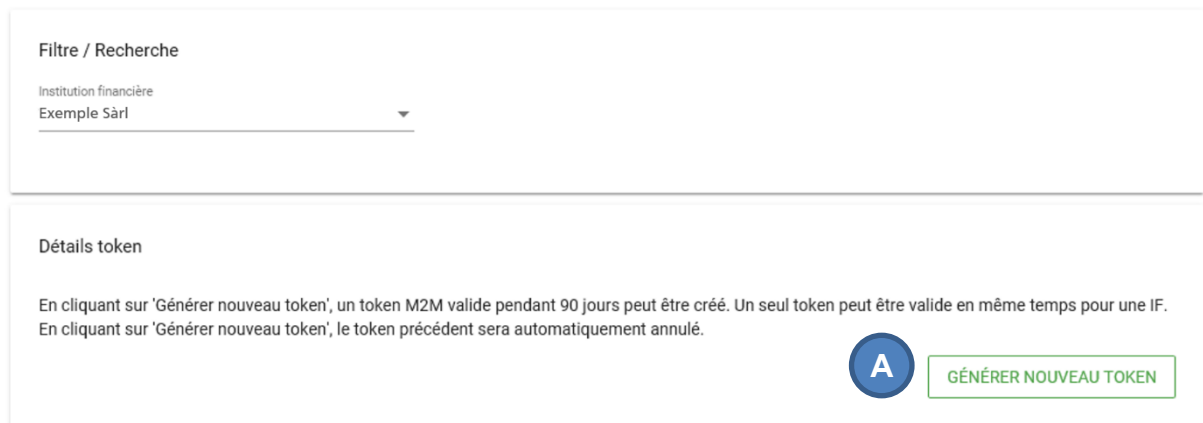 Filtre / Recherche
Institution financière
Exemple Sàrl
Détails token
En cliquant sur 'Générer nouveau token', un token M2M valide pendant 90 jours peut être créé. Un seul token peut être valide en même temps pour une IF.
En cliquant sur 'Générer nouveau token', le token précédent sera automatiquement annulé.
A
GÉNÉRER NOUVEAU TOKEN